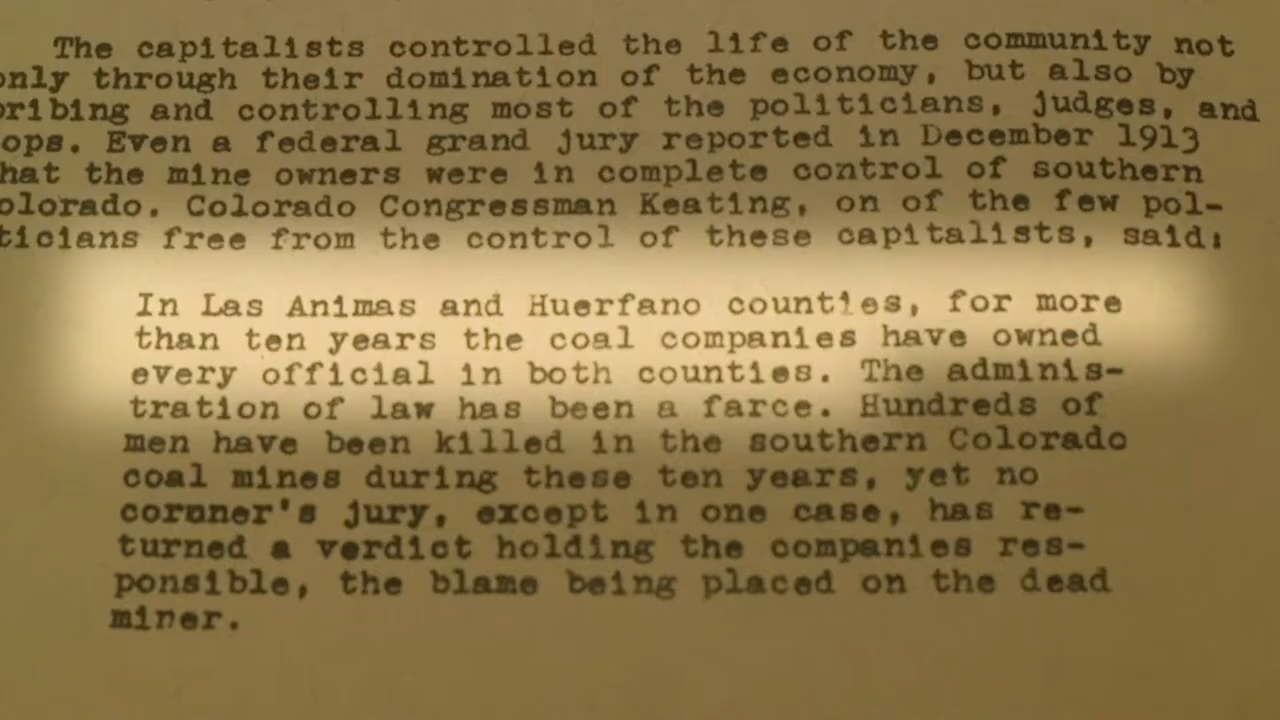 The capitalists controlled the life of the community not
only through their domination of the economy, but also by
bribing and controlling most of the politicians, judges, and
ops. Even a federal grand jury reported in December 1913
hat the mine owners were in complete control of southern
olorado. Colorado Congressman Keating, on of the few pol-
ticians free from the control of these capitalists, said:
In Las Animas and Huerfano counties, for more
than ten years the coal companies have owned
every official in both counties. The adminis-
tration of law has been a farce. Hundreds of
men have been killed in the southern Colorado
coal mines during these ten years, yet no
coroner's jury, except in one case, has re-
turned a verdict holding the companies res-
ponsible, the blame being placed on the dead
miner.